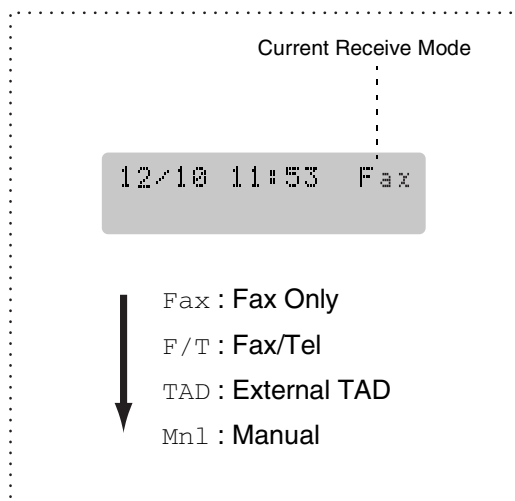 Current Receive Mode
12/10 11:53 Fax
Fax : Fax Only
F/T : Fax/Tel
TAD : External TAD
Mnl : Manual